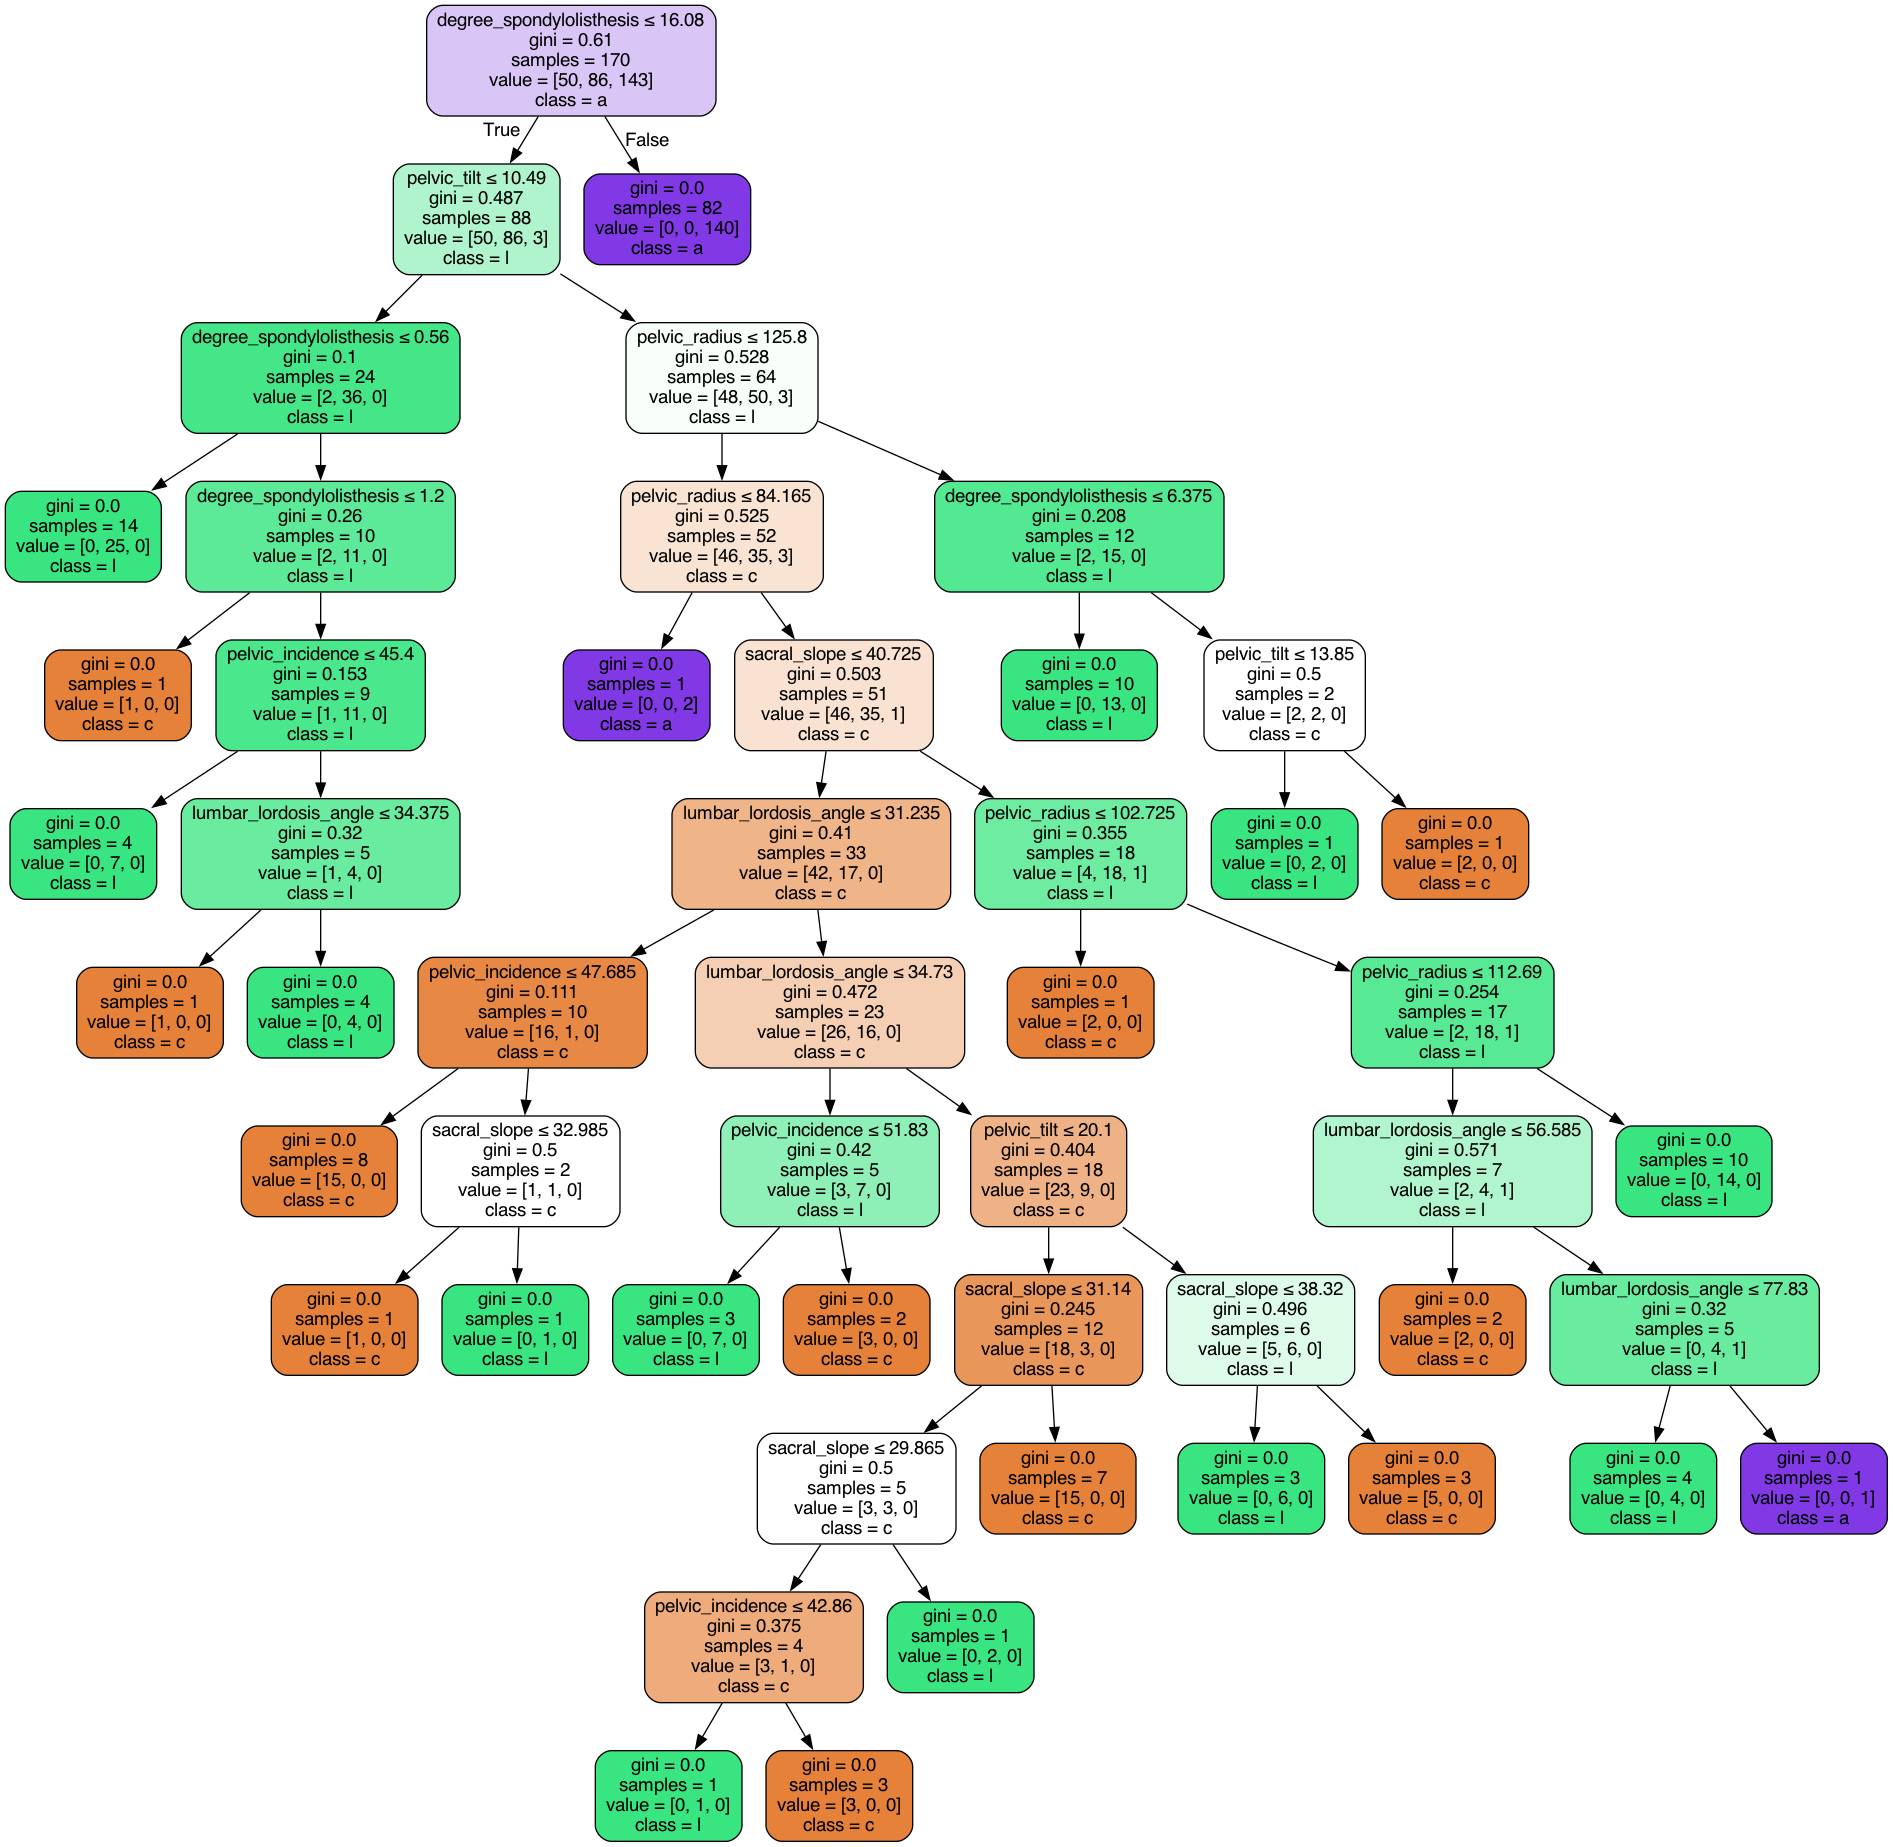 degree_spondylolisthesis ≤ 16.08
gini = 0.61
samples = 170
value = [50, 86, 143]
class = a
True
False
pelvic_tilt ≤ 10.49
gini = 0.487
samples = 88
value = [50, 86, 3]
class = l
gini = 0.0
samples = 82
value = [0, 0, 140]
class = a
degree_spondylolisthesis ≤ 0.56
gini = 0.1
samples = 24
value = [2, 36, 0]
class = l
pelvic_radius ≤ 125.8
gini = 0.528
samples = 64
value = [48, 50, 3]
class = l
gini = 0.0
samples = 14
value = [0, 25, 0]
class = l
degree_spondylolisthesis ≤ 1.2
gini = 0.26
samples = 10
value = [2, 11, 0]
class = l
pelvic_radius ≤ 84.165
gini = 0.525
samples = 52
value = [46, 35, 3]
class = c
degree_spondylolisthesis ≤ 6.375
gini = 0.208
samples = 12
value = [2, 15, 0]
class = l
gini = 0.0
samples = 1
value = [1, 0, 0]
class = c
pelvic_incidence ≤ 45.4
gini = 0.153
samples = 9
value = [1, 11, 0]
class = l
gini = 0.0
samples = 1
value = [0, 0, 2]
class = a
sacral_slope ≤ 40.725
gini = 0.503
samples = 51
value = [46, 35, 1]
class = c
gini = 0.0
samples = 10
value = [0, 13, 0]
class = l
pelvic_tilt ≤ 13.85
gini = 0.5
samples = 2
value = [2, 2, 0]
class = c
gini = 0.0
samples = 4
value = [0, 7, 0]
class = l
lumbar_lordosis_angle ≤ 34.375
gini = 0.32
samples = 5
value = [1, 4, 0]
class = l
lumbar_lordosis_angle ≤ 31.235
gini = 0.41
samples = 33
value = [42, 17, 0]
class = c
pelvic_radius ≤ 102.725
gini = 0.355
samples = 18
value = [4, 18, 1]
class = l
gini = 0.0
samples = 1
value = [0, 2, 0]
class = l
gini = 0.0
samples = 1
value = [2, 0, 0]
class = c
gini = 0.0
samples = 1
value = [1, 0, 0]
class = c
gini = 0.0
samples = 4
value = [0, 4, 0]
class = l
pelvic_incidence ≤ 47.685
gini = 0.111
samples = 10
value = [16, 1, 0]
class = c
lumbar_lordosis_angle ≤ 34.73
gini = 0.472
samples = 23
value = [26, 16, 0]
class = c
gini = 0.0
samples = 1
value = [2, 0, 0]
class = c
pelvic_radius ≤ 112.69
gini = 0.254
samples = 17
value = [2, 18, 1]
class = l
gini = 0.0
samples = 8
value = [15, 0, 0]
class = c
sacral_slope ≤ 32.985
gini = 0.5
samples = 2
value = [1, 1, 0]
class = c
pelvic_incidence ≤ 51.83
gini = 0.42
samples = 5
value = [3, 7, 0]
class = l
pelvic_tilt ≤ 20.1
gini = 0.404
samples = 18
value = [23, 9, 0]
class = c
lumbar_lordosis_angle ≤ 56.585
gini = 0.571
samples = 7
value = [2, 4, 1]
class = l
gini = 0.0
samples = 10
value = [0, 14, 0]
class = l
gini = 0.0
samples = 1
value = [1, 0, 0]
class = c
gini = 0.0
samples = 1
value = [0, 1, 0]
class = l
gini = 0.0
samples = 3
value = [0, 7, 0]
class = l
gini = 0.0
samples = 2
value = [3, 0, 0]
class = c
sacral_slope ≤ 31.14
gini = 0.245
samples = 12
value = [18, 3, 0]
class = c
sacral_slope ≤ 38.32
gini = 0.496
samples = 6
value = [5, 6, 0]
class = l
gini = 0.0
samples = 2
value = [2, 0, 0]
class = c
lumbar_lordosis_angle ≤ 77.83
gini = 0.32
samples = 5
value = [0, 4, 1]
class = l
sacral_slope ≤ 29.865
gini = 0.5
samples = 5
value = [3, 3, 0]
class = c
gini = 0.0
samples = 7
value = [15, 0, 0]
class = c
gini = 0.0
samples = 3
value = [0, 6, 0]
class = l
gini = 0.0
samples = 3
value = [5, 0, 0]
class = c
gini = 0.0
samples = 4
value = [0, 4, 0]
class = l
gini = 0.0
samples = 1
value = [0, 0, 1]
class = a
pelvic_incidence ≤ 42.86
gini = 0.375
samples = 4
value = [3, 1, 0]
class = c
gini = 0.0
samples = 1
value = [0, 2, 0]
class = l
gini = 0.0
samples = 1
value = [0, 1, 0]
class = l
gini = 0.0
samples = 3
value = [3, 0, 0]
class = c